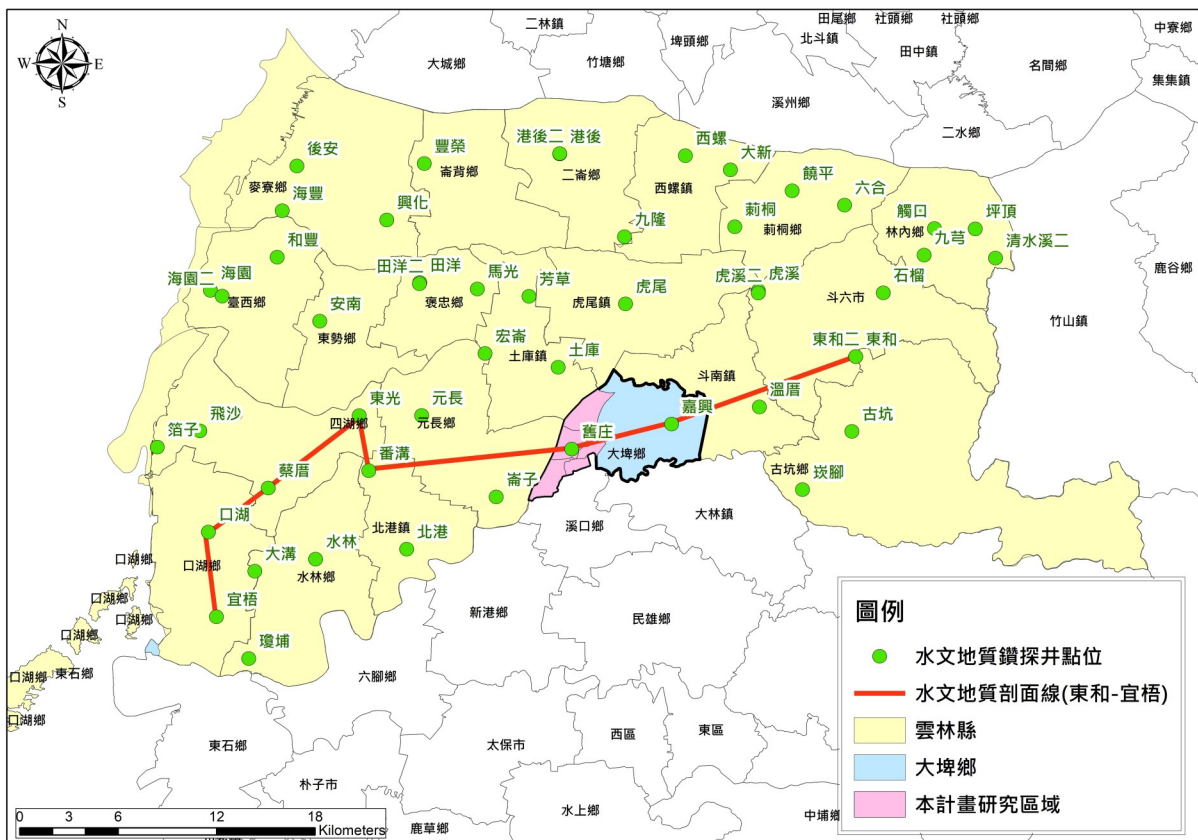 N
W
E
S
二林鎮
田尾鄉
社頭鄉
社頭鄉
中寮鄉
大城鄉
竹塘鄉
埤頭鄉
北斗鎮
田中鎮
名間鄉
集集鎮
溪州鄉
二水鄉
後安
豐榮
港後二
港後
西螺
大新
麥寮鄉
崙背鄉
二崙鄉
西螺鎮
饒平
六合
海豐
興化
九隆
莿桐
莿桐鄉
觸口
坪頂
林內鄉
九芎
清水溪二
和豐
鹿谷鄉
海園二
海園
臺西鄉
田洋二
田洋
褒忠鄉
馬光
芳草
虎尾
虎尾鎮
虎溪二
虎溪
石榴
斗六市
竹山鎮
安南
東勢鄉
宏崙
土庫鎮
土庫
東和二
東和
斗南鎮
飛沙
箔子
東光
四湖鄉
元長
元長鄉
嘉興
溫厝
古坑
舊庄
大埤鄉
番溝
蔡厝
崙子
古坑鄉
崁腳
口湖
北港鎮
北港
溪口鄉
大林鎮
口湖鄉
口湖鄉
大溝
水林
水林鄉
口湖鄉
口湖鄉
宜梧
新港鄉
民雄鄉
口湖鄉
瓊埔
口湖鄉
東石鄉
六腳鄉
口湖鄉
東石鄉
太保市
西區
東區
朴子市
水上鄉
中埔鄉
鹿草鄉
圖例
水文地質鑽探井點位
水文地質剖面線(東和-宜梧)
雲林縣
大埤鄉
本計畫研究區域
0 3 6 12 18
Kilometers